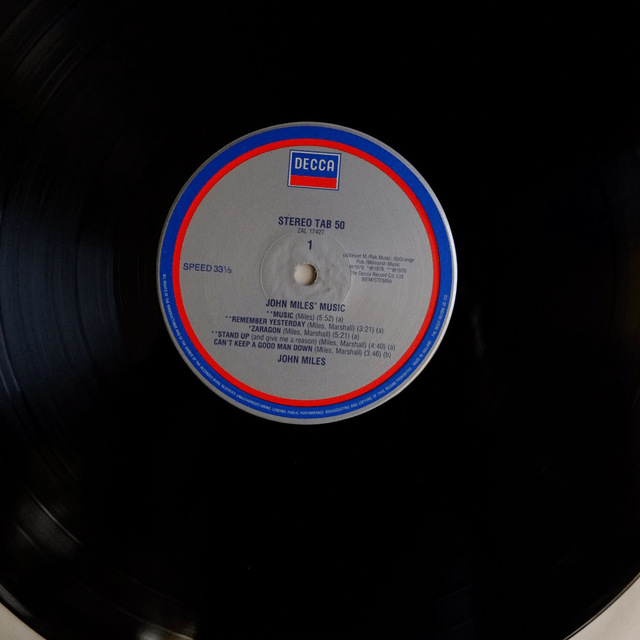 DECCA
STEREO TAB 50
ZAL 17427
1
SPEED 33⅓
JOHN MILES' MUSIC
**MUSIC (Miles) (5:52) (a)
**REMEMBER YESTERDAY (Miles, Marshall) (3:21) (a)
*ZARAGON (Miles, Marshall) (5:21) (a)
**STAND UP (and give me a reason) (Miles, Marshall) (4:40) (a)
CAN'T KEEP A GOOD MAN DOWN (Miles, Marshall) (3:46) (b)
JOHN MILES